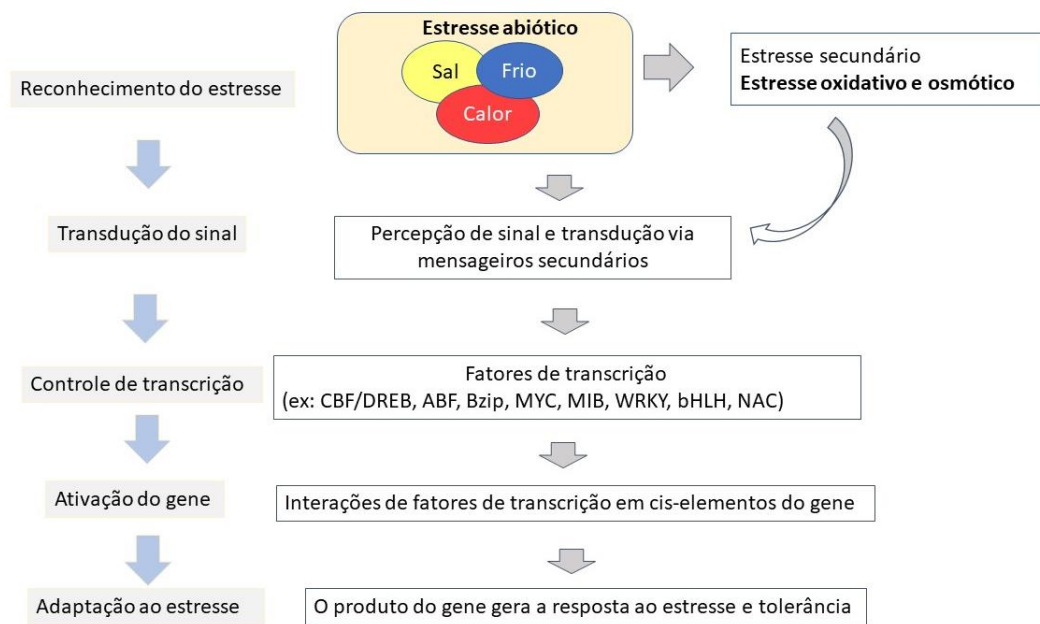 Estresse abiótico
Sal
Frio
Calor
Estresse secundário
Estresse oxidativo e osmótico
Reconhecimento do estresse
Transdução do sinal
Percepção de sinal e transdução via
mensageiros secundários
Controle de transcrição
Fatores de transcrição
(ex: CBF/DREB, ABF, Bzip, MYC, MIB, WRKY, bHLH, NAC)
Ativação do gene
Interações de fatores de transcrição em cis-elementos do gene
Adaptação ao estresse
O produto do gene gera a resposta ao estresse e tolerância